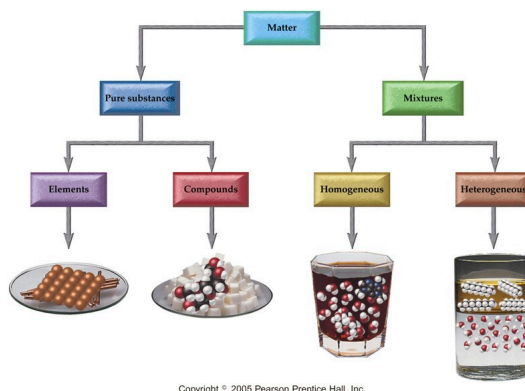 Matter
Pure substances
Mixtures
Elements
Compounds
Homogeneous
Heterogeneous
Copyright © 2005 Pearson Prentice Hall, Inc.